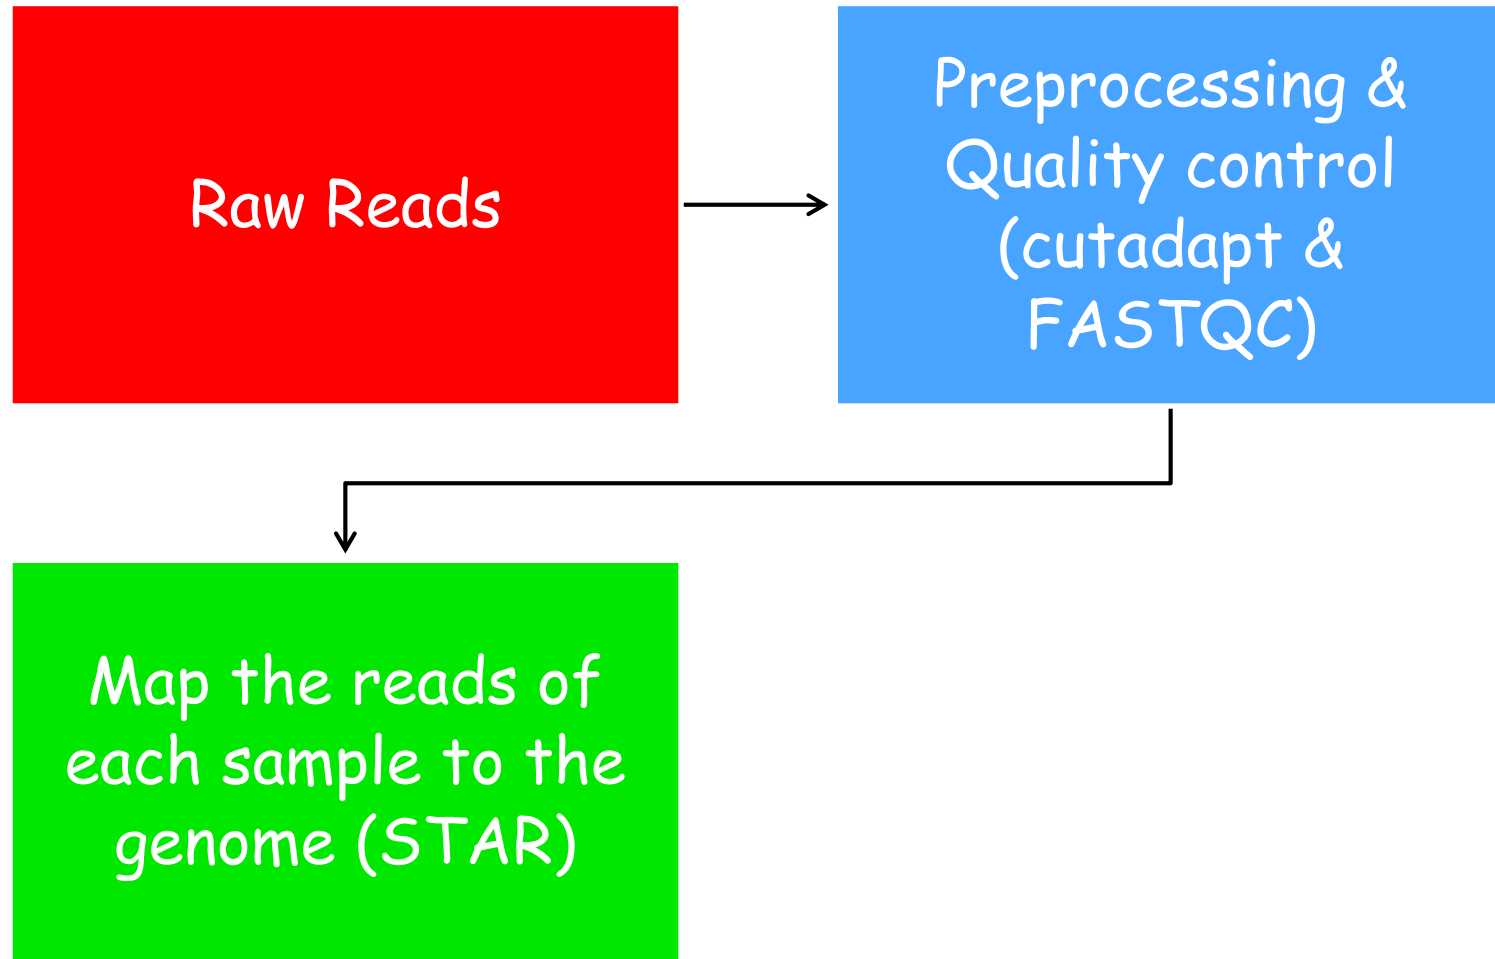 Raw Reads
Preprocessing &
Quality control
(cutadapt &
FASTQC)
Map the reads of
each sample to the
genome (STAR)